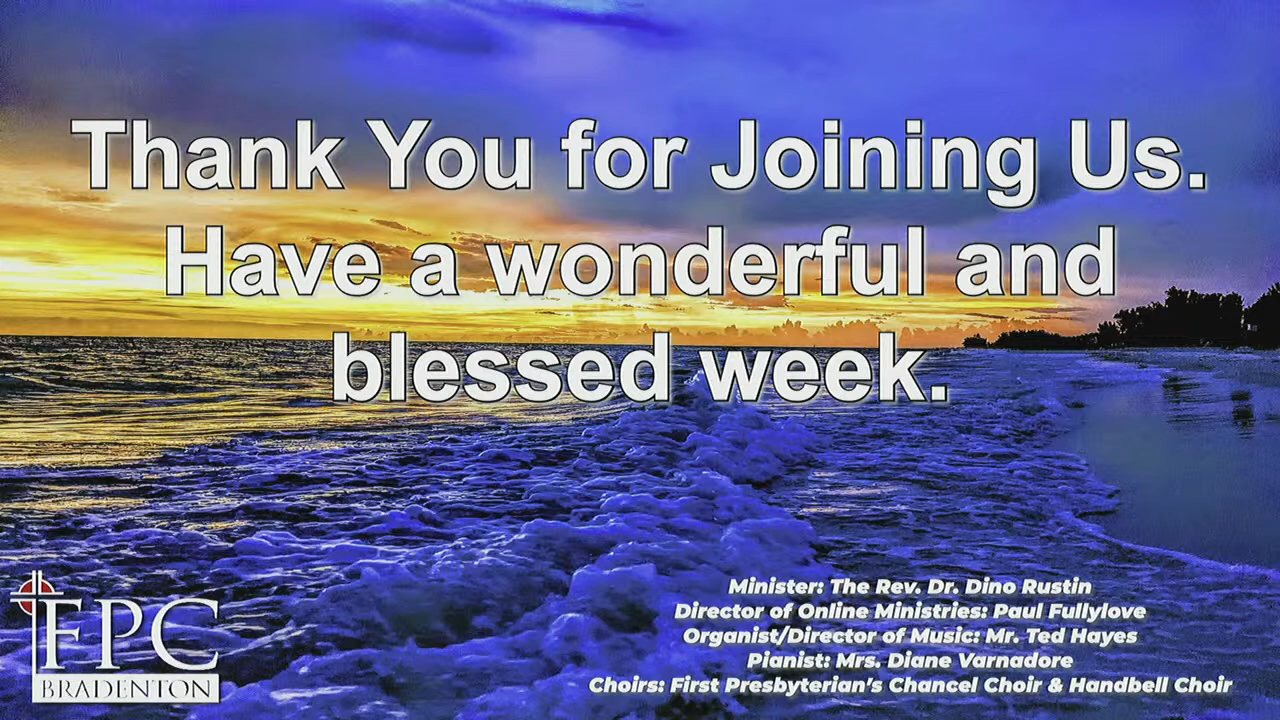 Thank You for Joining Us.
Have a wonderful and
blessed week.
Minister: The Rev. Dr. Dino Rustin
Director of Online Ministries: Paul Fullylove
Organist/Director of Music: Mr. Ted Hayes
Pianist: Mrs. Diane Varnadore
Choirs: First Presbyterian's Chancel Choir & Handbell Choir
FPC
BRADENTON